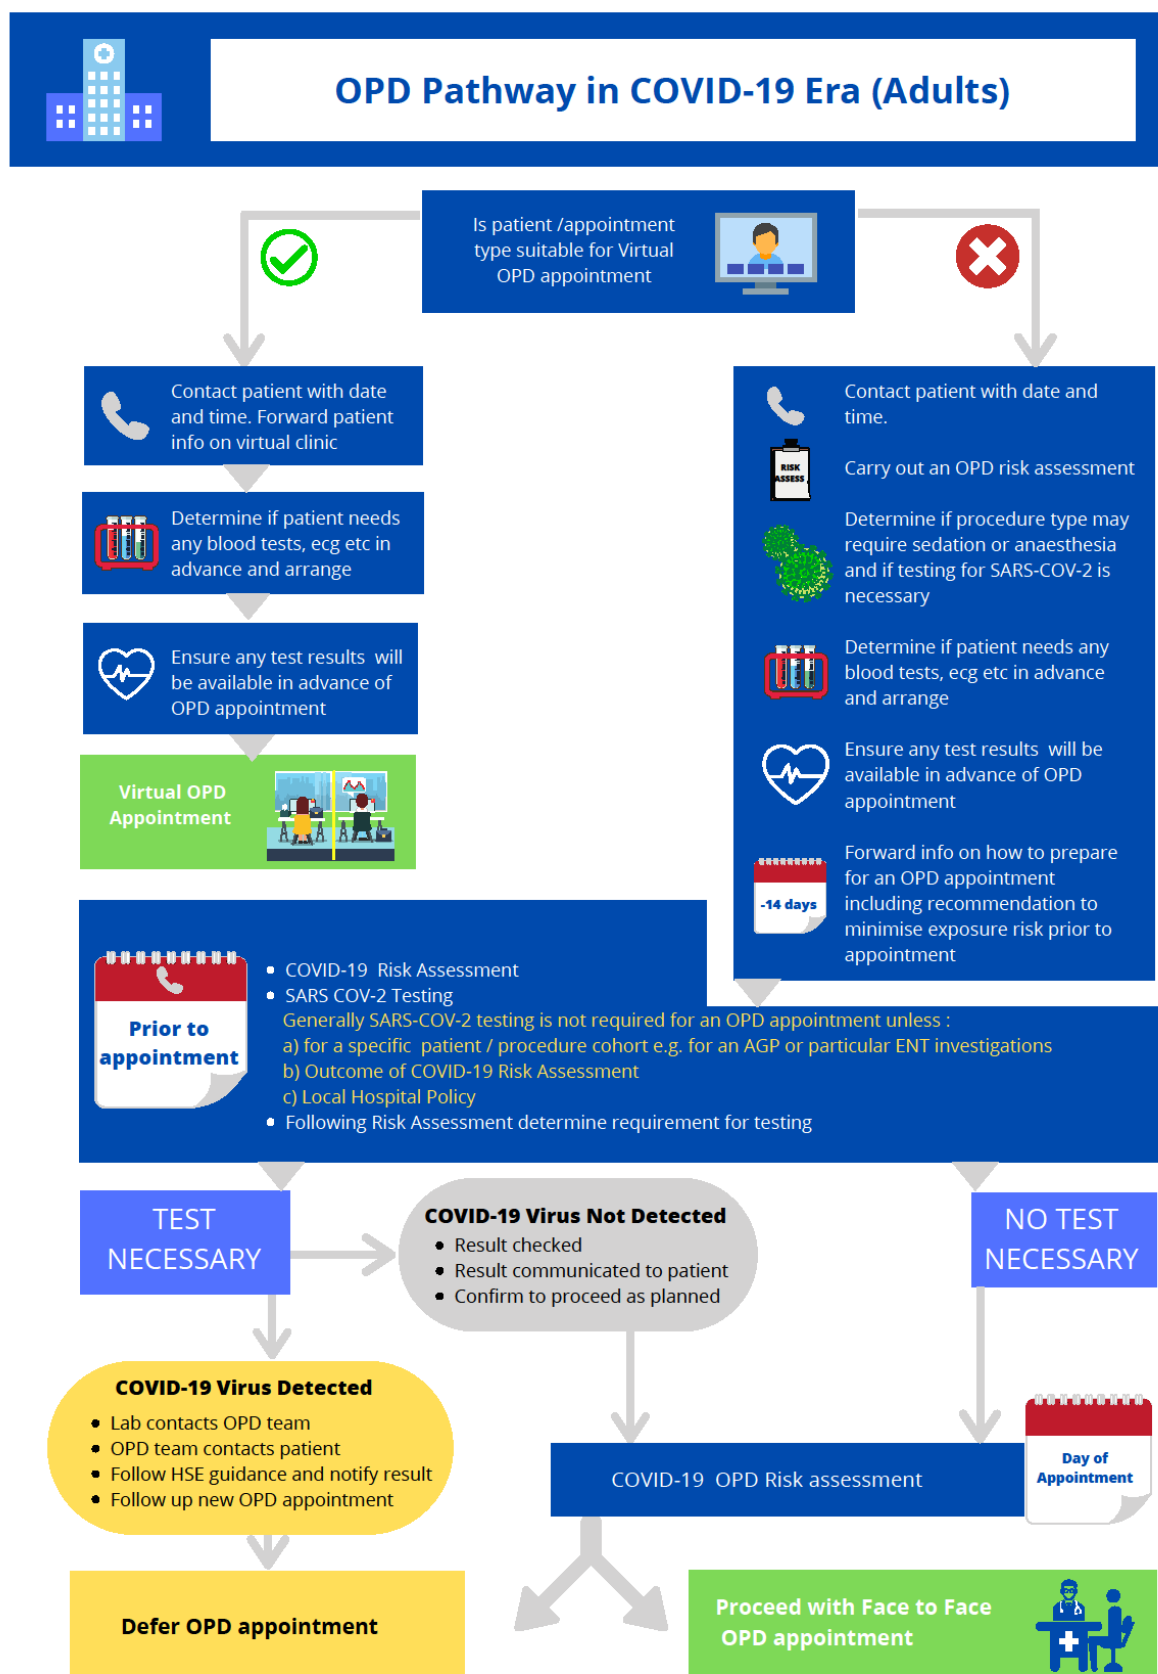 OPD Pathway in COVID-19 Era (Adults)
Is patient /appointment
type suitable for Virtual
OPD appointment
Contact patient with date
and time. Forward patient
info on virtual clinic
Determine if patient needs
any blood tests, ecg etc in
advance and arrange
Ensure any test results  will
be available in advance of
OPD appointment
Virtual OPD
Appointment
Contact patient with date and
time.
RISK
ASSESS
Carry out an OPD risk assessment
Determine if procedure type may
require sedation or anaesthesia
and if testing for SARS-COV-2 is
necessary
Determine if patient needs any
blood tests, ecg etc in advance
and arrange
Ensure any test results  will be
available in advance of OPD
appointment
-14 days
Forward info on how to prepare
for an OPD appointment
including recommendation to
minimise exposure risk prior to
appointment
Prior to
appointment
• COVID-19  Risk Assessment
• SARS COV-2 Testing
Generally SARS-COV-2 testing is not required for an OPD appointment unless :
a) for a specific  patient / procedure cohort e.g. for an AGP or particular ENT investigations
b) Outcome of COVID-19 Risk Assessment
c) Local Hospital Policy
• Following Risk Assessment determine requirement for testing
TEST
NECESSARY
COVID-19 Virus Not Detected
• Result checked
• Result communicated to patient
• Confirm to proceed as planned
NO TEST
NECESSARY
COVID-19 Virus Detected
• Lab contacts OPD team
• OPD team contacts patient
• Follow HSE guidance and notify result
• Follow up new OPD appointment
COVID-19  OPD Risk assessment
Day of
Appointment
Defer OPD appointment
Proceed with Face to Face
OPD appointment